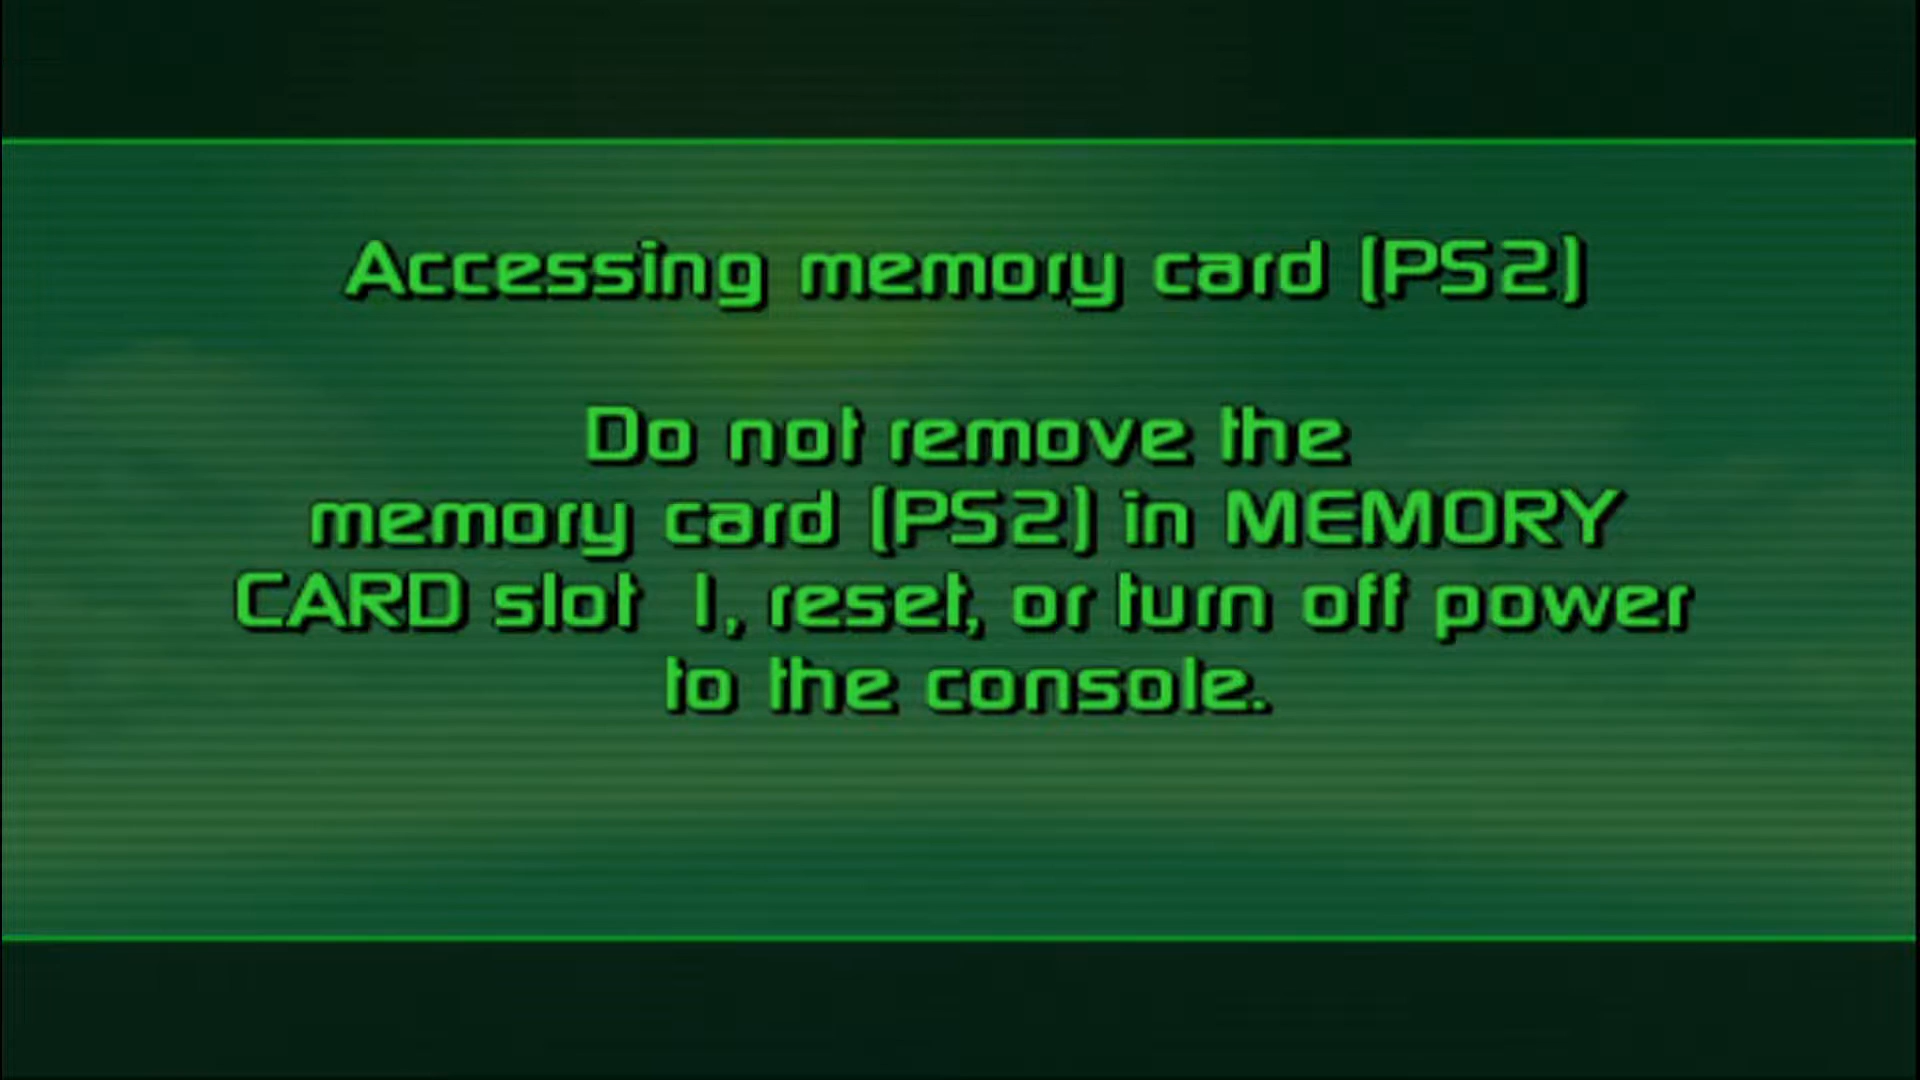 Accessing memory card (PS2)
Do not remove the
memory card (PS2) in MEMORY
CARD slot 1, reset, or turn off power
to the console.